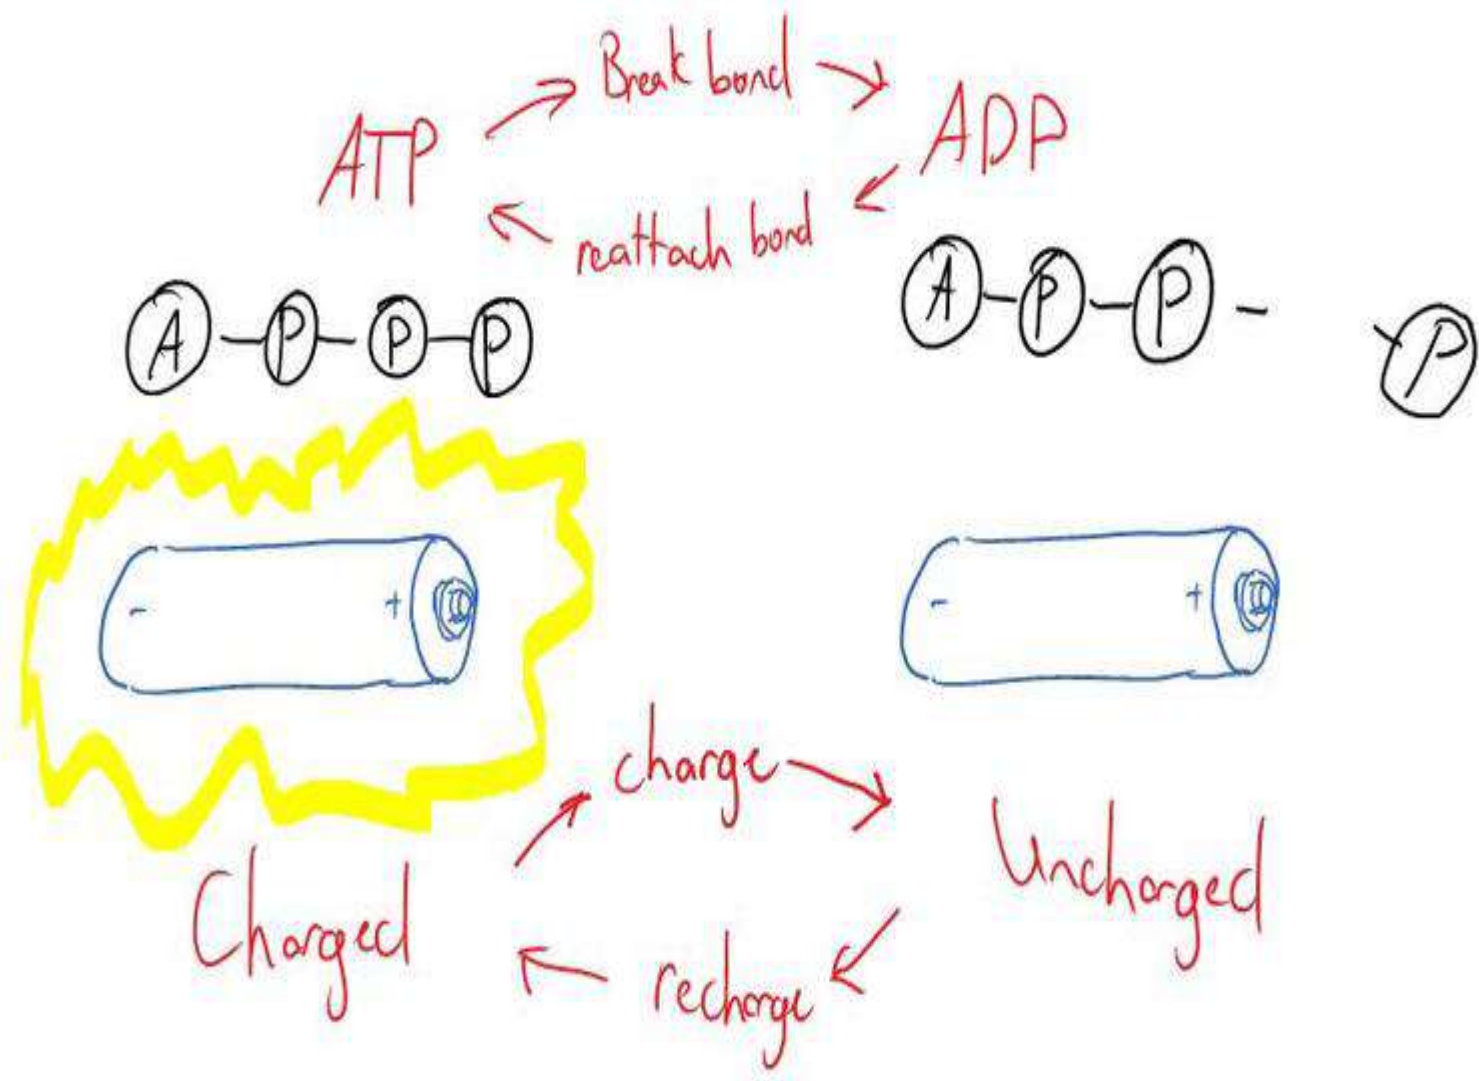 Break bond
ATP
ADP
reattach bond
A P P P
A P P P
- +
- +
charge
Charged
Uncharged
recharge